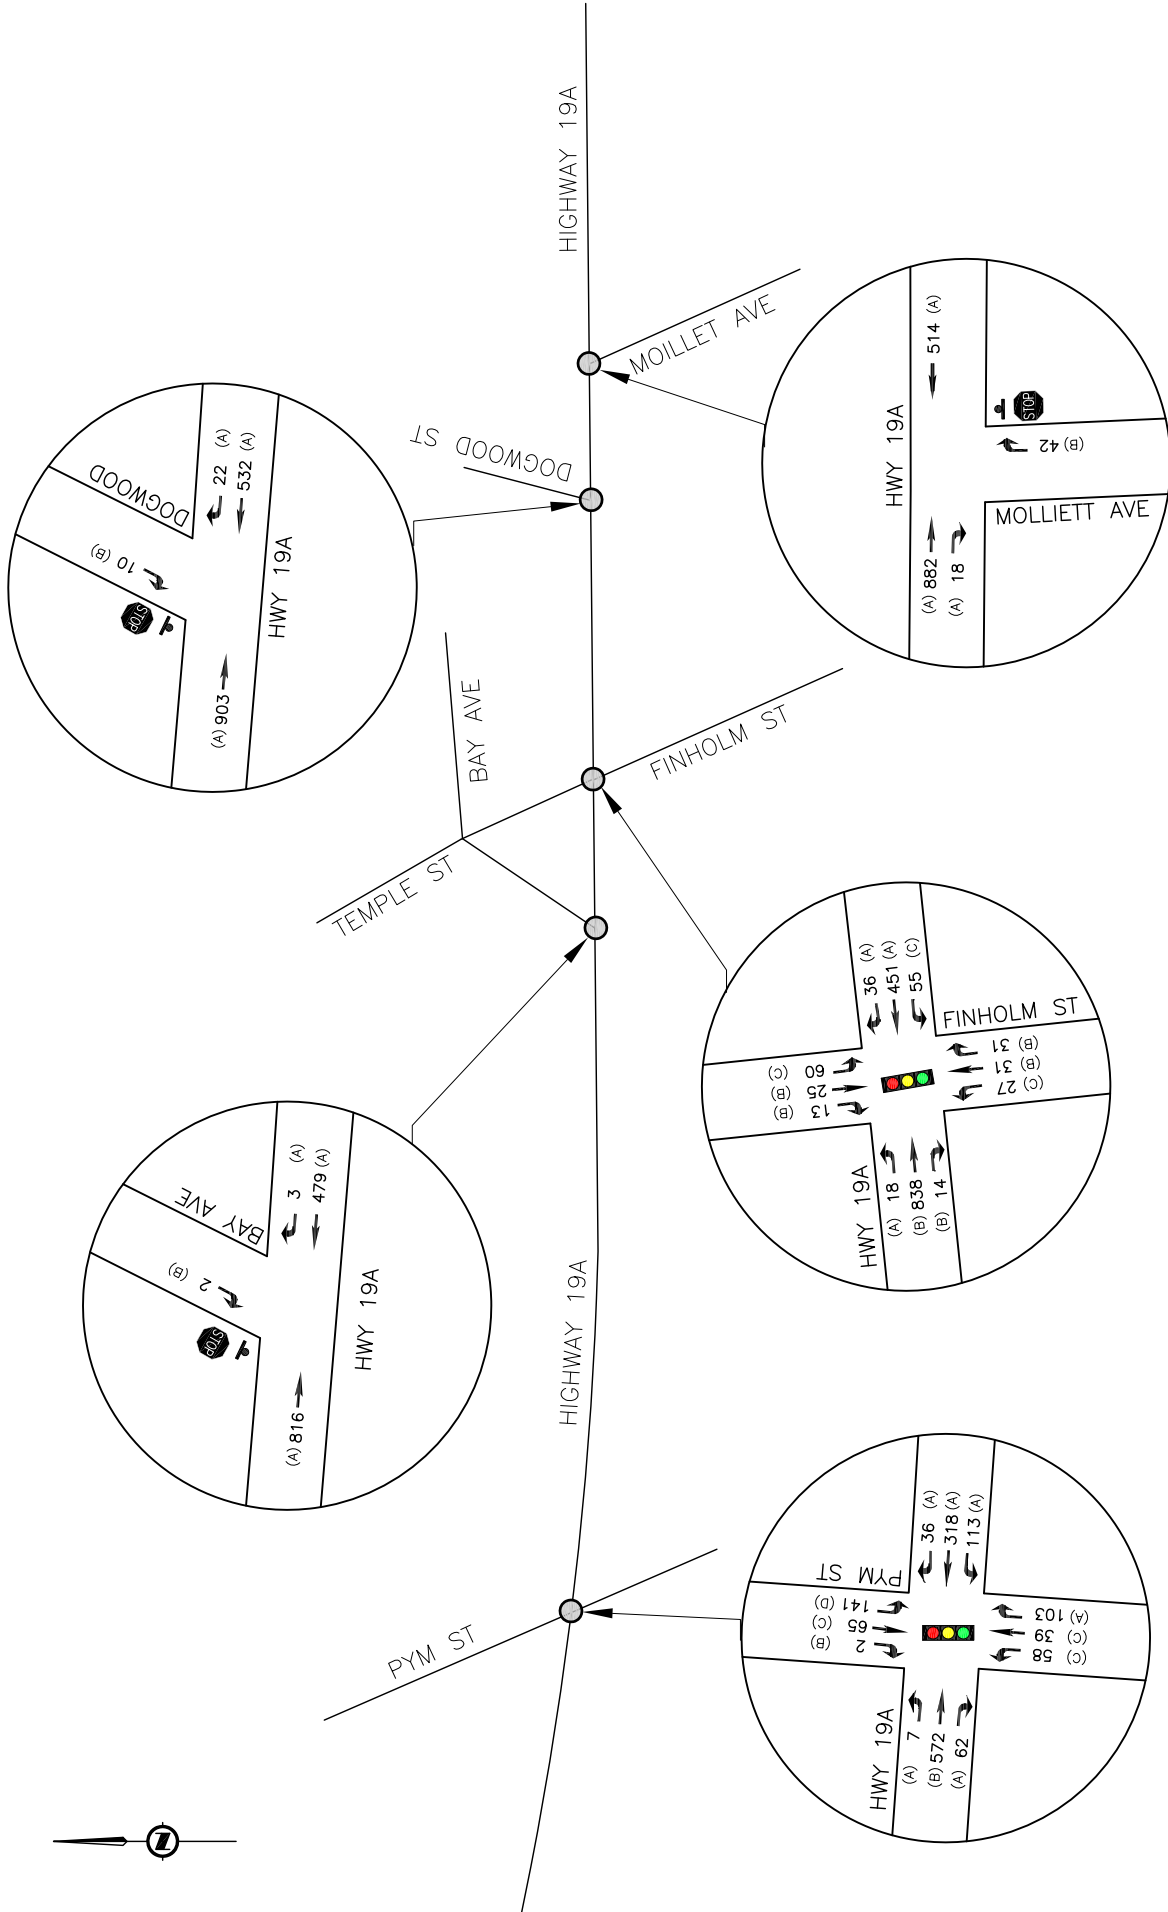 HIGHWAY 19A
MOILLET AVE
DOGWOOD ST
BAY AVE
TEMPLE ST
FINHOLM ST
HIGHWAY 19A
PYM ST
DOGWOOD
22 (A)
532 (A)
10 (B)
STOP
(A) 903
HWY 19A
HWY 19A
514 (A)
STOP
(B) 42
MOLLIETT AVE
(A) 882
(A) 18
BAY AVE
3 (A)
479 (A)
2 (B)
STOP
(A) 816
HWY 19A
36 (A)
451 (A)
55 (C)
FINHOLM ST
60 (C)
25 (B)
13 (B)
31 (B)
31 (B)
27 (C)
HWY 19A
(A) 18
(B) 838
(B) 14
PYM ST
36 (A)
318 (A)
113 (A)
141 (D)
65 (C)
2 (B)
103 (A)
39 (C)
58 (C)
HWY 19A
(A) 7
(B) 572
(A) 62
N